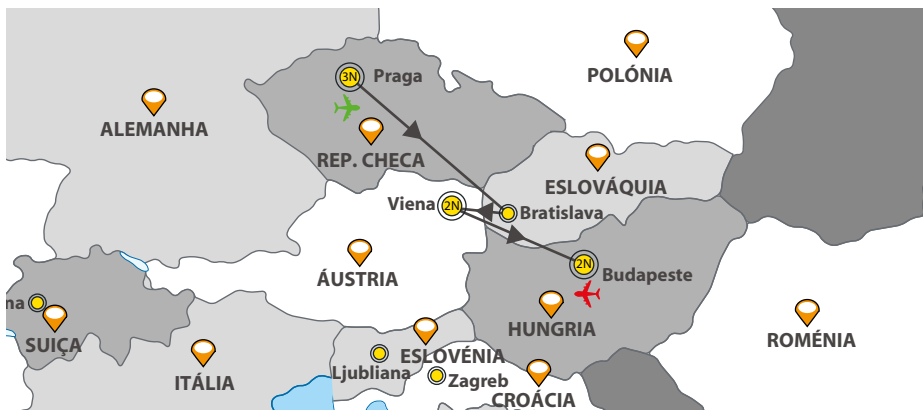 POLÓNIA
3N Praga
ALEMANHA
REP. CHECA
ESLOVÁQUIA
Viena 2N
Bratislava
ÁUSTRIA
2N
Budapeste
na
HUNGRIA
ROMÉNIA
SUIÇA
ITÁLIA
ESLOVÉNIA
Ljubliana
Zagreb
CROÁCIA